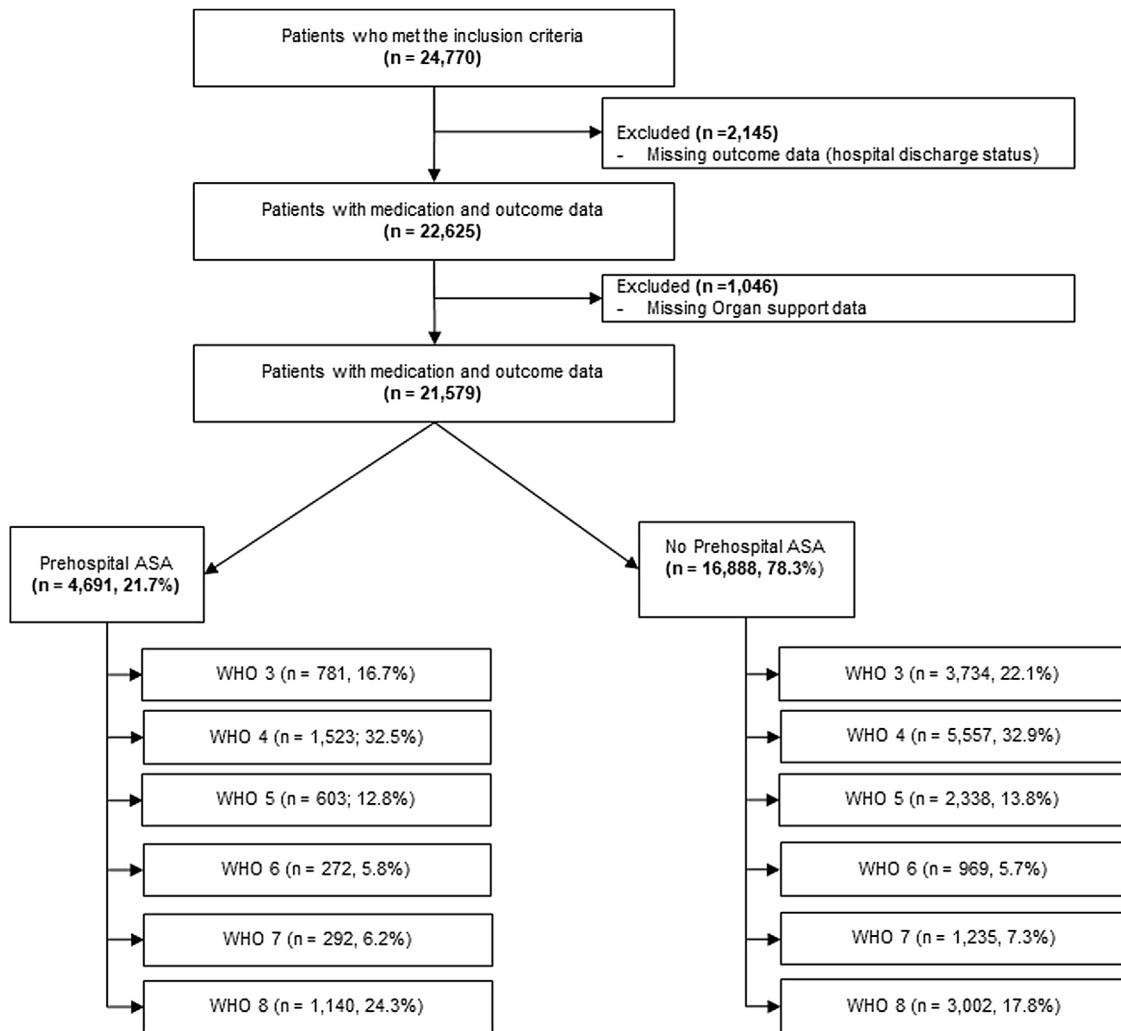 Patients who met the inclusion criteria
(n = 24,770)
Excluded (n =2,145)
- Missing outcome data (hospital discharge status)
Patients with medication and outcome data
(n = 22,625)
Excluded (n =1,046)
- Missing Organ support data
Patients with medication and outcome data
(n = 21,579)
Prehospital ASA
(n = 4,691, 21.7%)
No Prehospital ASA
(n = 16,888, 78.3%)
WHO 3 (n = 781, 16.7%)
WHO 4 (n = 1,523; 32.5%)
WHO 5 (n = 603; 12.8%)
WHO 6 (n = 272, 5.8%)
WHO 7 (n = 292, 6.2%)
WHO 8 (n = 1,140, 24.3%)
WHO 3 (n = 3,734, 22.1%)
WHO 4 (n = 5,557, 32.9%)
WHO 5 (n = 2,338, 13.8%)
WHO 6 (n = 969, 5.7%)
WHO 7 (n = 1,235, 7.3%)
WHO 8 (n = 3,002, 17.8%)